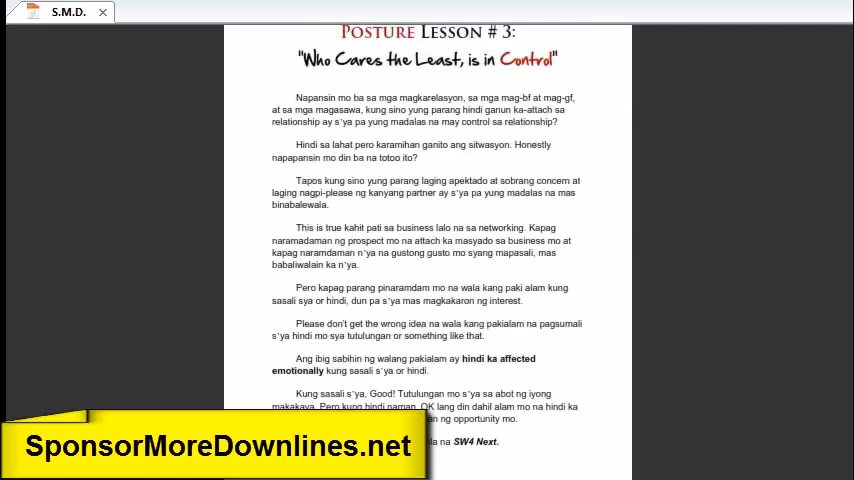 S.M.D.
POSTURE LESSON # 3:
"Who Cares the Least, is in Control"
Napansin mo ba sa mga magkarelasyon, sa mga mag-bf at mag-gf,
at sa mga magasawa, kung sino yung parang hindi ganun ka-attach sa
relationship ay s'ya pa yung madalas na may control sa relationship?
Hindi sa lahat pero karamihan ganito ang sitwasyon. Honestly
napapansin mo din ba na totoo ito?
Tapos kung sino yung parang laging apektado at sobrang concern at
laging nagpi-please ng kanyang partner ay s'ya pa yung madalas na mas
binabalewala.
This is true kahit pati sa business lalo na sa networking. Kapag
naramadaman ng prospect mo na attach ka masyado sa business mo at
kapag naramdaman n'ya na gustong gusto mo syang mapasali, mas
babaliwalain ka n'ya.
Pero kapag parang pinaramdam mo na wala kang paki alam kung
sasali sya or hindi, dun pa s'ya mas magkakaron ng interest.
Please don't get the wrong idea na wala kang pakialam na pagsumali
s'ya hindi mo sya tutulungan or something like that.
Ang ibig sabihin ng walang pakialam ay hindi ka affected
emotionally kung sasali s'ya or hindi.
Kung sasali s'ya, Good! Tutulungan mo s'ya sa abot ng iyong
makakaya. Pero kung hindi naman, OK lang din dahil alam mo na hindi ka
ng opportunity mo.
na SW4 Next.
SponsorMoreDownlines.net